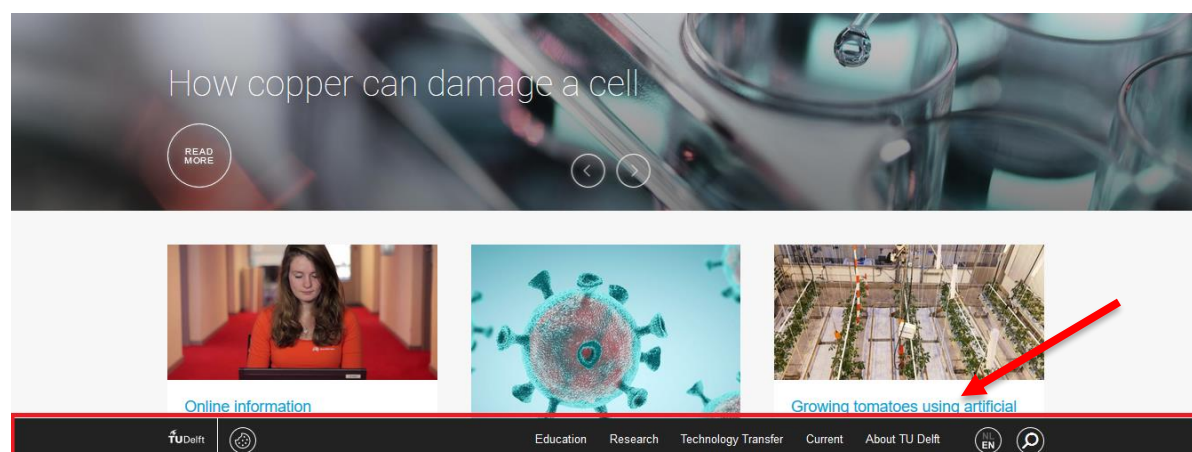 How copper can damage a cell
READ
MORE
Online information
Growing tomatoes using artificial
TUDelft
Education Research Technology Transfer Current About TU Delft
NL
EN